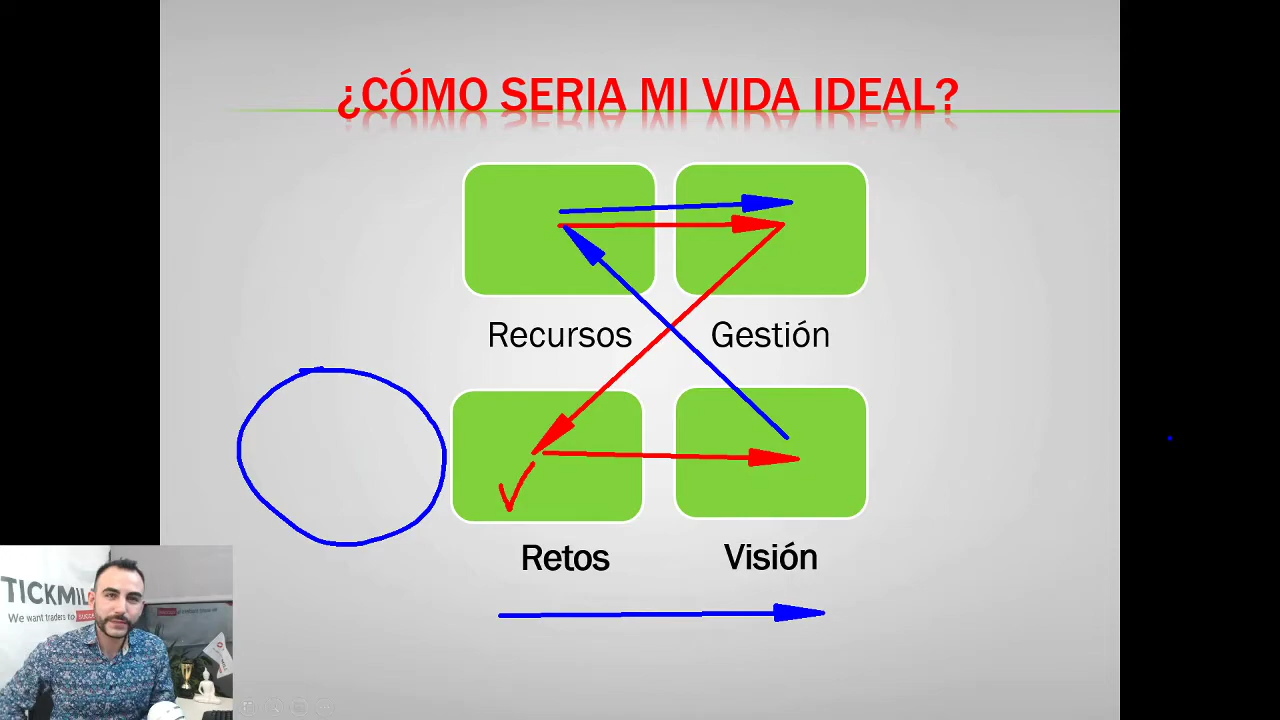 ¿CÓMO SERIA MI VIDA IDEAL?
Recursos
Gestión
Retos
Visión
TICKMIL
We want traders to